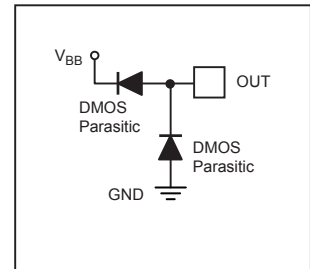 VBB
OUT
DMOS
Parasitic
DMOS
Parasitic
GND